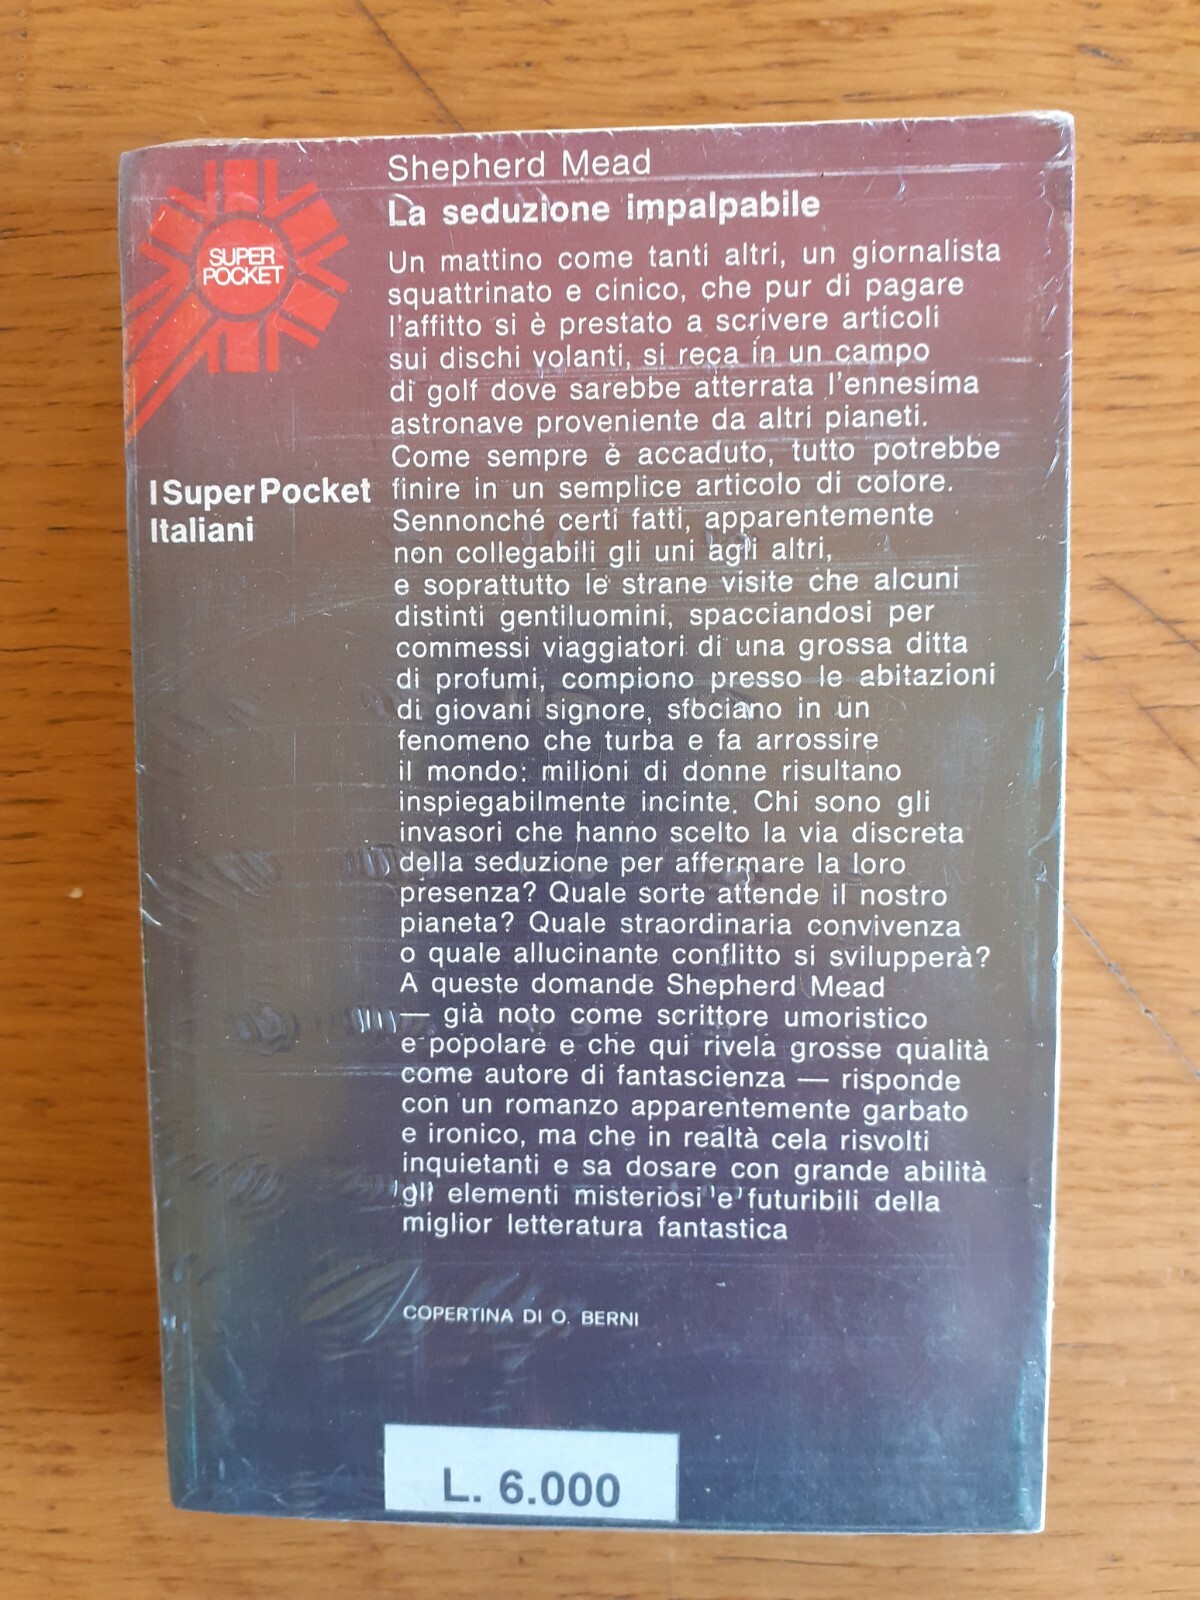 SUPER
POCKET
I Super Pocket
Italiani
Shepherd Mead
La seduzione impalpabile
Un mattino come tanti altri, un giornalista
squattrinato e cinico, che pur di pagare
l'affitto si è prestato a scrivere articoli
sui dischi volanti, si reca in un campo
di golf dove sarebbe atterrata l'ennesima
astronave proveniente da altri pianeti.
Come sempre è accaduto, tutto potrebbe
finire in un semplice articolo di colore.
Sennonché certi fatti, apparentemente
non collegabili gli uni agli altri,
e soprattutto le strane visite che alcuni
distinti gentiluomini, spacciandosi per
commessi viaggiatori di una grossa ditta
di profumi, compiono presso le abitazioni
di giovani signore, sfociano in un
fenomeno che turba e fa arrossire
il mondo: milioni di donne risultano
inspiegabilmente incinte. Chi sono gli
invasori che hanno scelto la via discreta
della seduzione per affermare la loro
presenza? Quale sorte attende il nostro
pianeta? Quale straordinaria convivenza
o quale allucinante conflitto si svilupperà?
A queste domande Shepherd Mead
— già noto come scrittore umoristico
e popolare e che qui rivela grosse qualità
come autore di fantascienza — risponde
con un romanzo apparentemente garbato
e ironico, ma che in realtà cela risvolti
inquietanti e sa dosare con grande abilità
gli elementi misteriosi e futuribili della
miglior letteratura fantastica
COPERTINA DI O. BERNI
L. 6.000